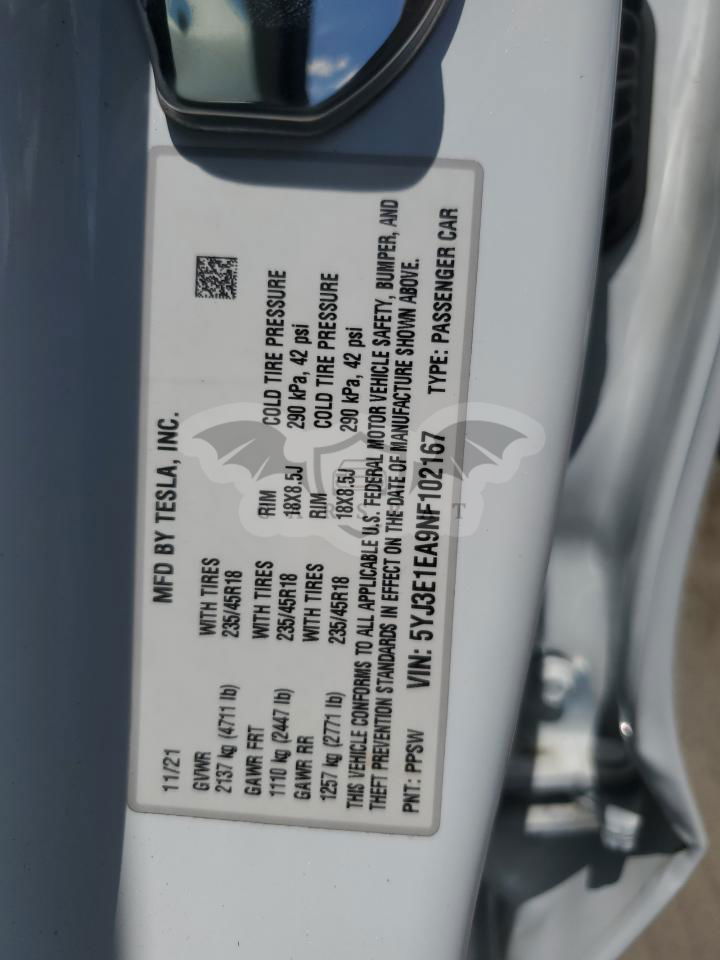 11/21 MFD BY TESLA, INC.
GVWR WITH TIRES RIM COLD TIRE PRESSURE
2137 kg (4711 lb) 235/45R18 18X8.5J 290 kPa, 42 psi
GAWR FRT WITH TIRES RIM COLD TIRE PRESSURE
1110 kg (2447 lb) 235/45R18 18X8.5J 290 kPa, 42 psi
GAWR RR WITH TIRES
1257 kg (2771 lb) 235/45R18
THIS VEHICLE CONFORMS TO ALL APPLICABLE U.S. FEDERAL MOTOR VEHICLE SAFETY, BUMPER, AND
THEFT PREVENTION STANDARDS IN EFFECT ON THE DATE OF MANUFACTURE SHOWN ABOVE.
PNT: PPSW VIN: 5YJ3E1EA9NF102167 TYPE: PASSENGER CAR